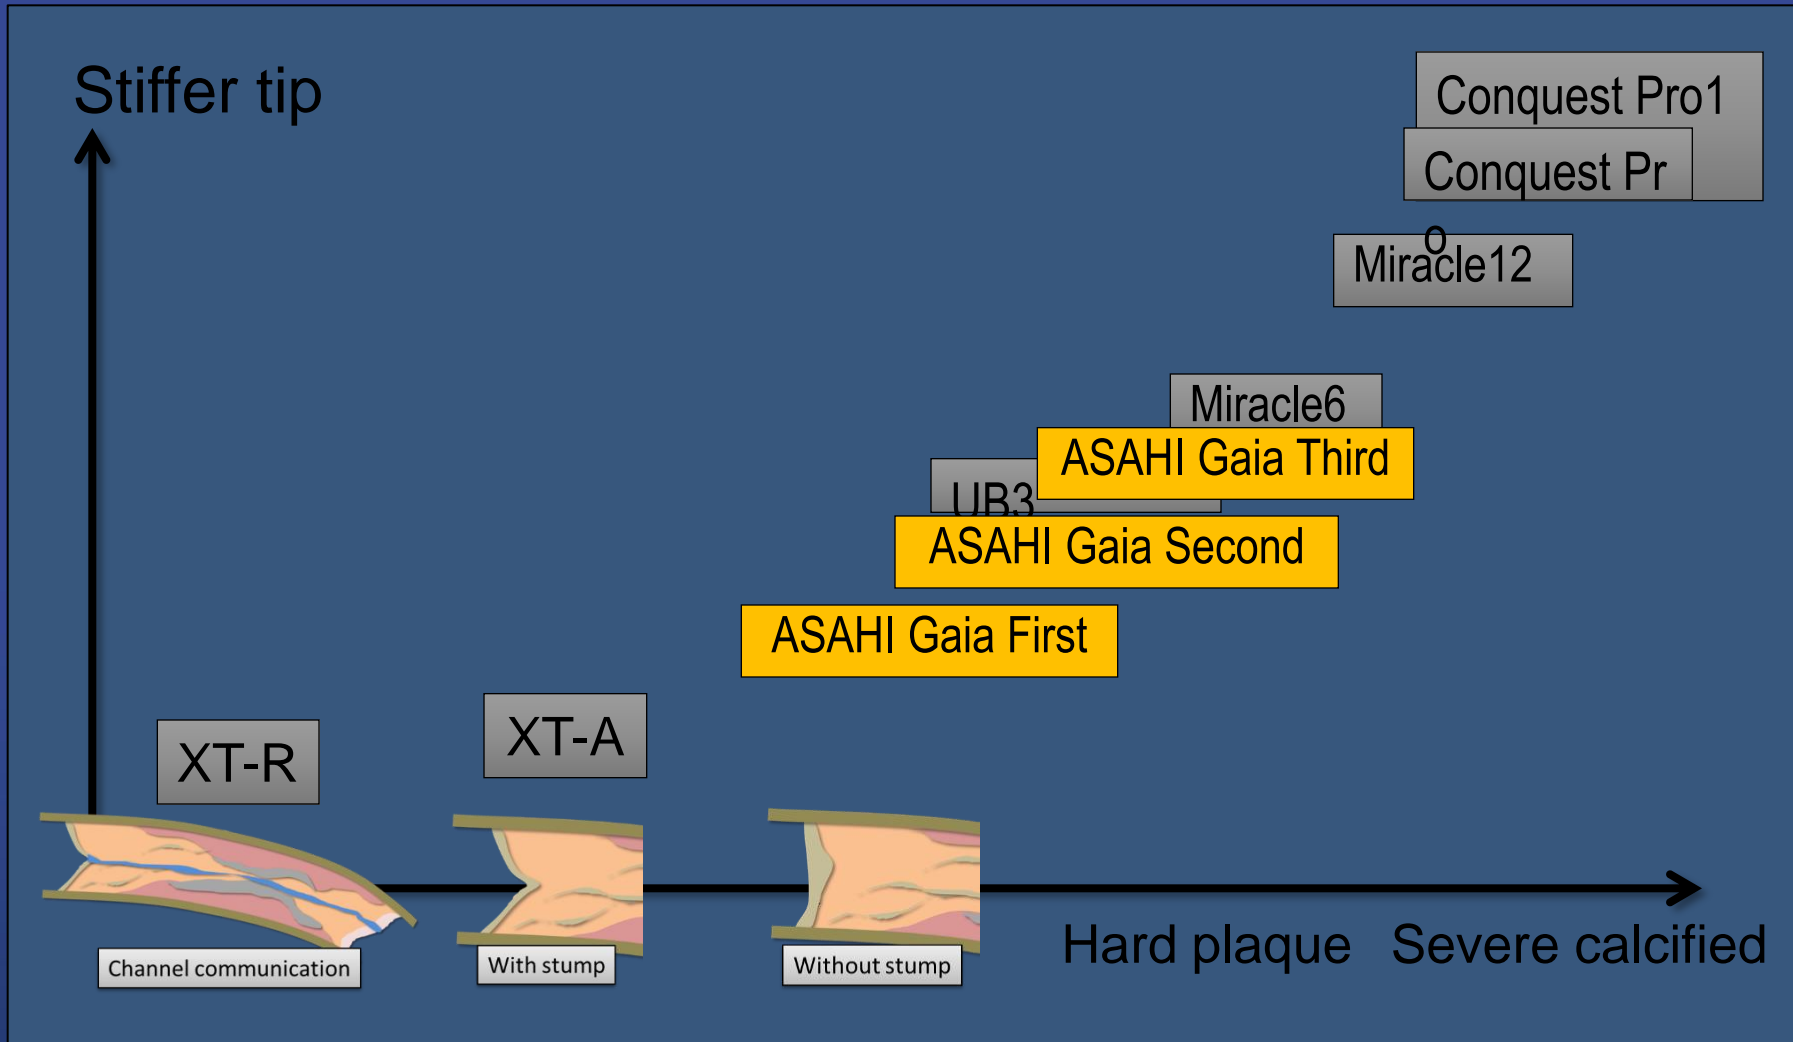 Stiffer tip
Conquest Pro1
Conquest Pr
o
Miracle12
Miracle6
ASAHI Gaia Third
UB3
ASAHI Gaia Second
ASAHI Gaia First
XT-A
XT-R
Channel communication
With stump
Without stump
Hard plaque
Severe calcified